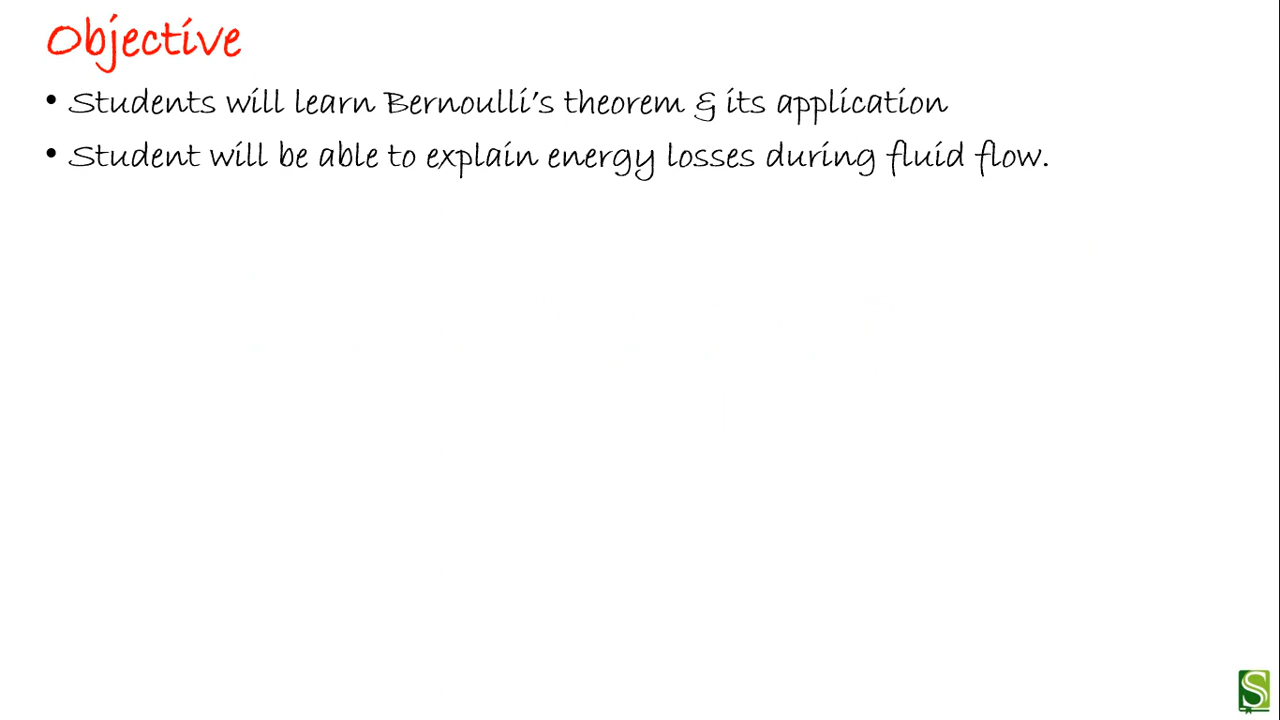 Objective
• Students will learn Bernoulli's theorem & its application
• Student will be able to explain energy losses during fluid flow.
S